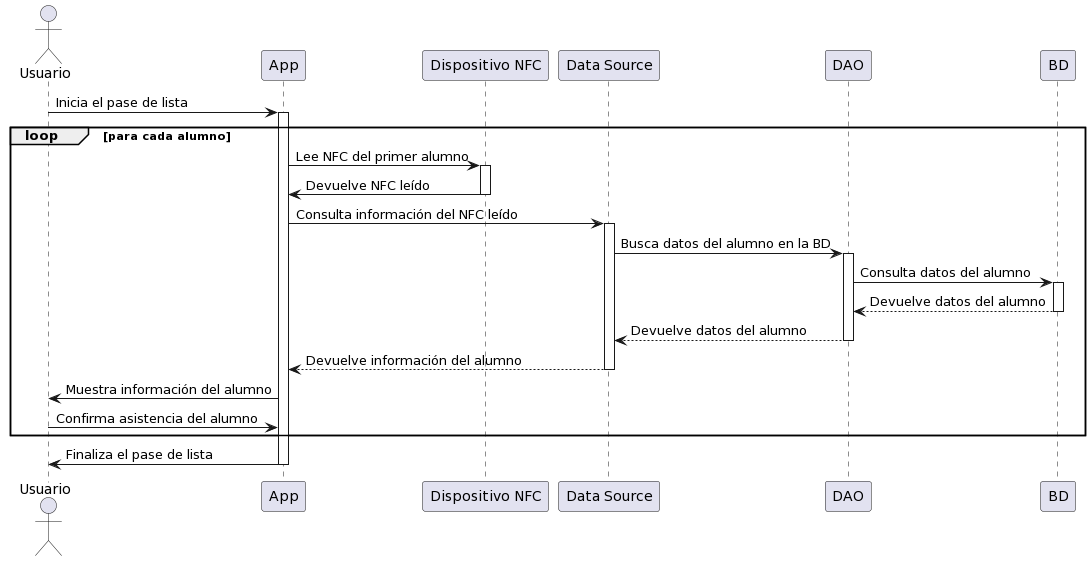 Usuario
App
Dispositivo NFC
Data Source
DAO
BD
Inicia el pase de lista
loop
[para cada alumno]
Lee NFC del primer alumno
Devuelve NFC leído
Consulta información del NFC leído
Busca datos del alumno en la BD
Consulta datos del alumno
Devuelve datos del alumno
Devuelve datos del alumno
Devuelve información del alumno
Muestra información del alumno
Confirma asistencia del alumno
Finaliza el pase de lista
Usuario
App
Dispositivo NFC
Data Source
DAO
BD